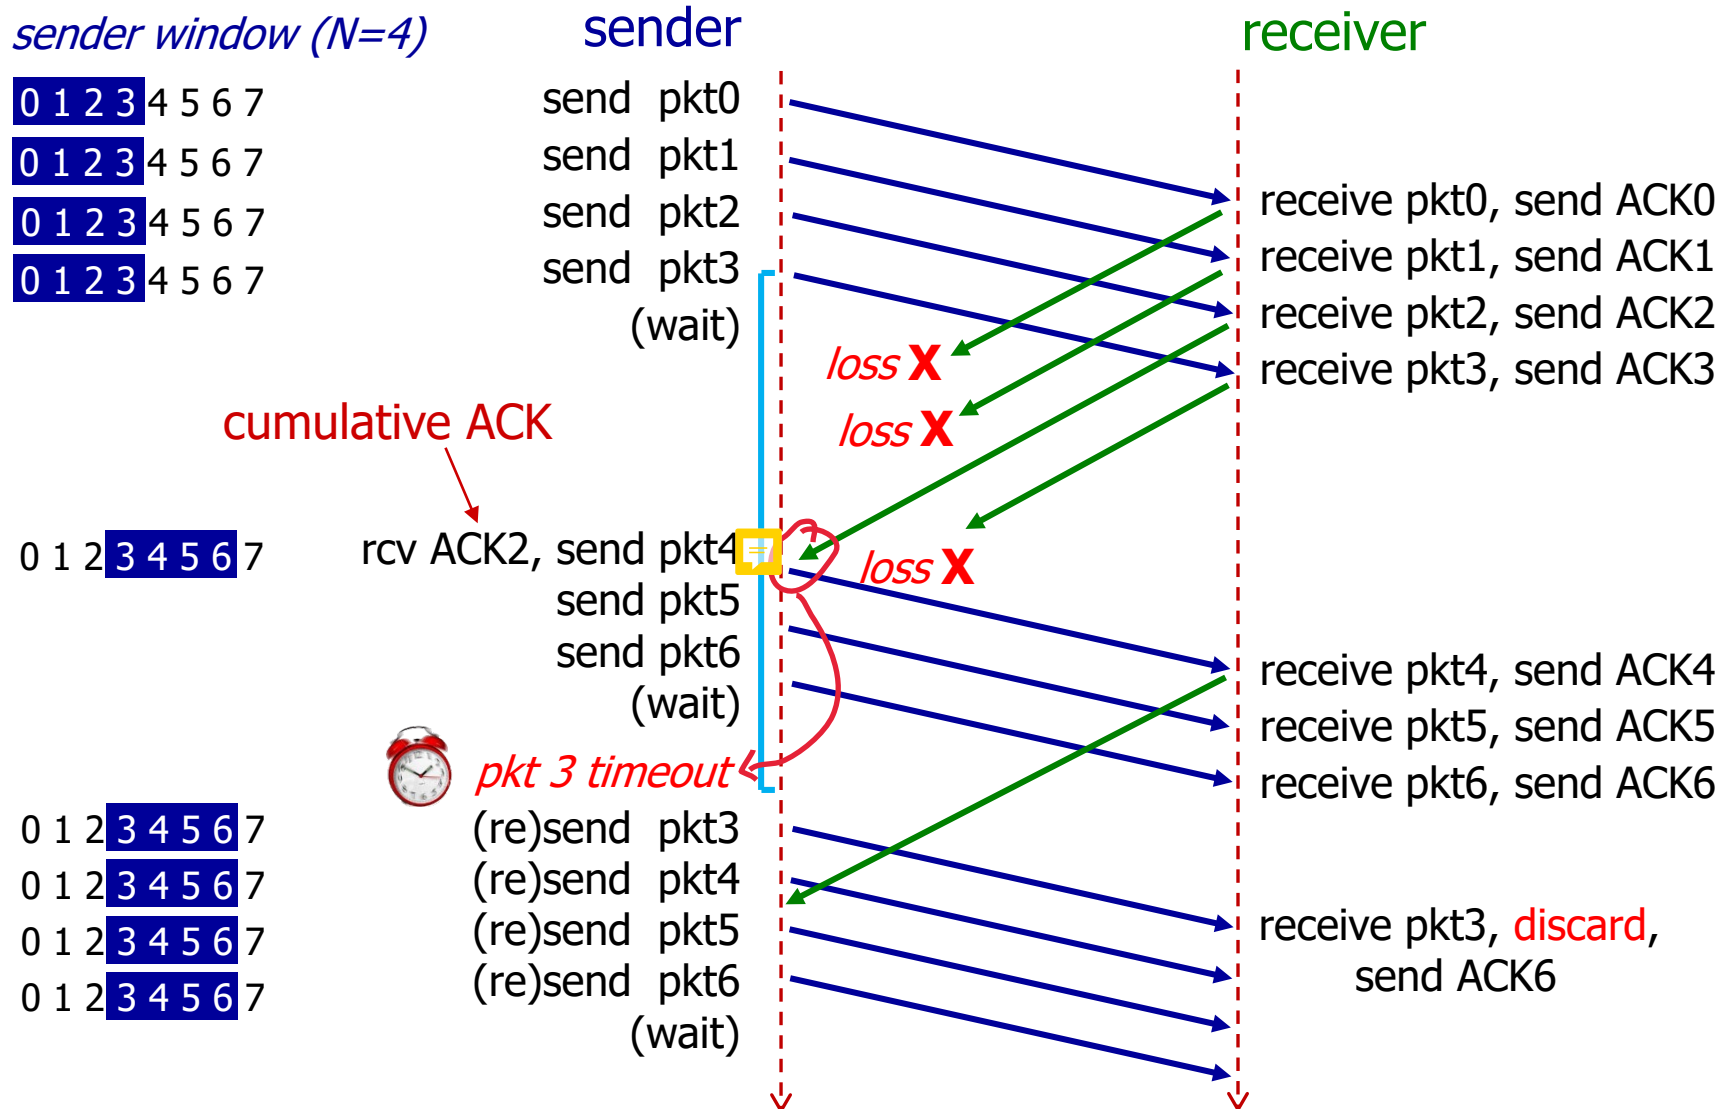 sender window (N=4) sender receiver
0 1 2 3 4 5 6 7 send pkt0
0 1 2 3 4 5 6 7 send pkt1
receive pkt0, send ACK0
0 1 2 3 4 5 6 7 send pkt2
receive pkt1, send ACK1
0 1 2 3 4 5 6 7 send pkt3
receive pkt2, send ACK2
(wait)
loss X
receive pkt3, send ACK3
cumulative ACK
loss X
0 1 2 3 4 5 6 7 rcv ACK2, send pkt4
loss X
send pkt5
send pkt6
receive pkt4, send ACK4
(wait)
receive pkt5, send ACK5
pkt 3 timeout
receive pkt6, send ACK6
0 1 2 3 4 5 6 7 (re)send pkt3
0 1 2 3 4 5 6 7 (re)send pkt4
0 1 2 3 4 5 6 7 (re)send pkt5
receive pkt3, discard,
0 1 2 3 4 5 6 7 (re)send pkt6
send ACK6
(wait)